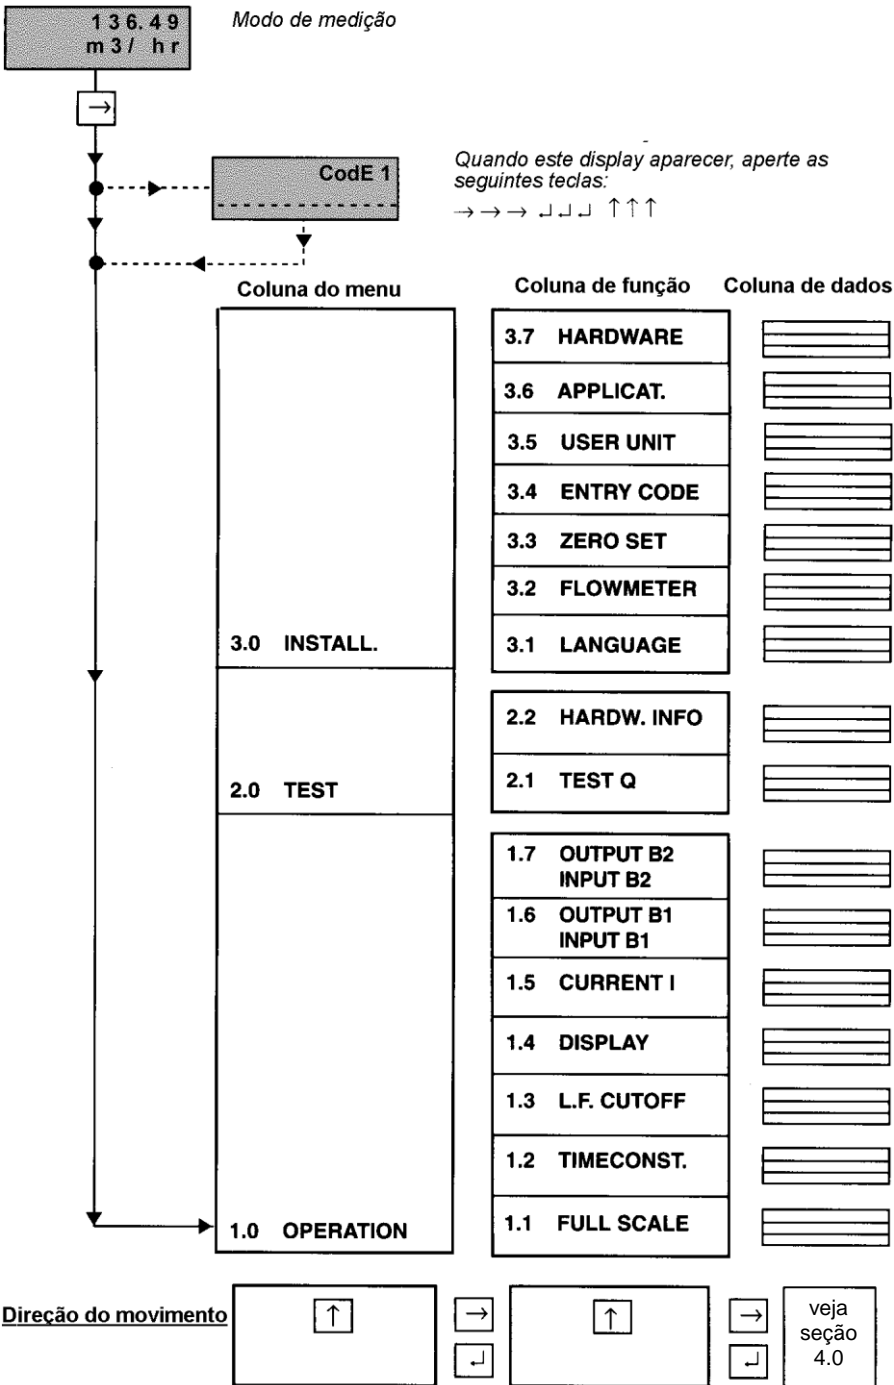 136.49
m3/ hr
Modo de medição
→
CodE 1
Quando este display aparecer, aperte as
seguintes teclas:
→→→ ↵↵↵ ↑↑↑
Coluna do menu
Coluna de função
Coluna de dados
3.7 HARDWARE
3.6 APPLICAT.
3.5 USER UNIT
3.4 ENTRY CODE
3.3 ZERO SET
3.2 FLOWMETER
3.0 INSTALL.
3.1 LANGUAGE
2.2 HARDW. INFO
2.0 TEST
2.1 TEST Q
1.7 OUTPUT B2
INPUT B2
1.6 OUTPUT B1
INPUT B1
1.5 CURRENT I
1.4 DISPLAY
1.3 L.F. CUTOFF
1.2 TIMECONST.
1.0 OPERATION
1.1 FULL SCALE
Direção do movimento
↑
→
↵
↑
→
↵
veja
seção
4.0